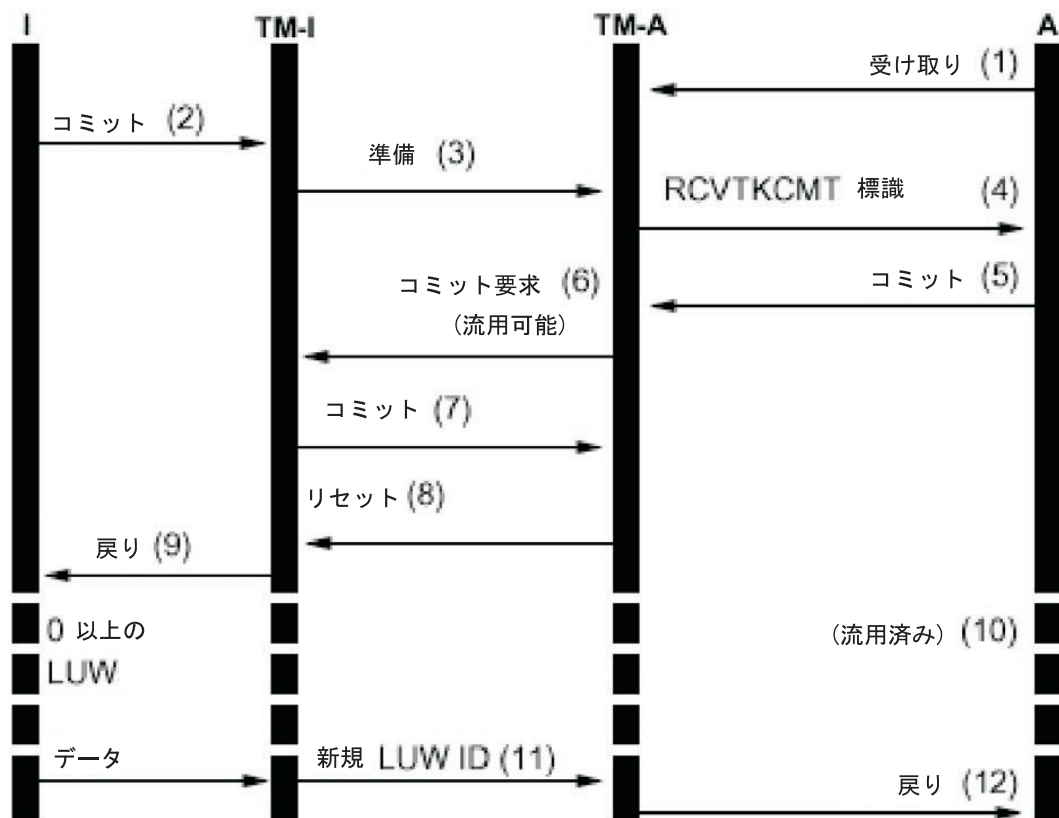 I
TM-I
TM-A
A
受け取り (1)
コミット (2)
準備 (3)
RCVTKCMT 標識 (4)
コミット (5)
コミット要求 (6)
（流用可能）
コミット (7)
リセット (8)
戻り (9)
0 以上の
LUW
（流用済み）(10)
データ
新規 LUW ID (11)
戻り (12)